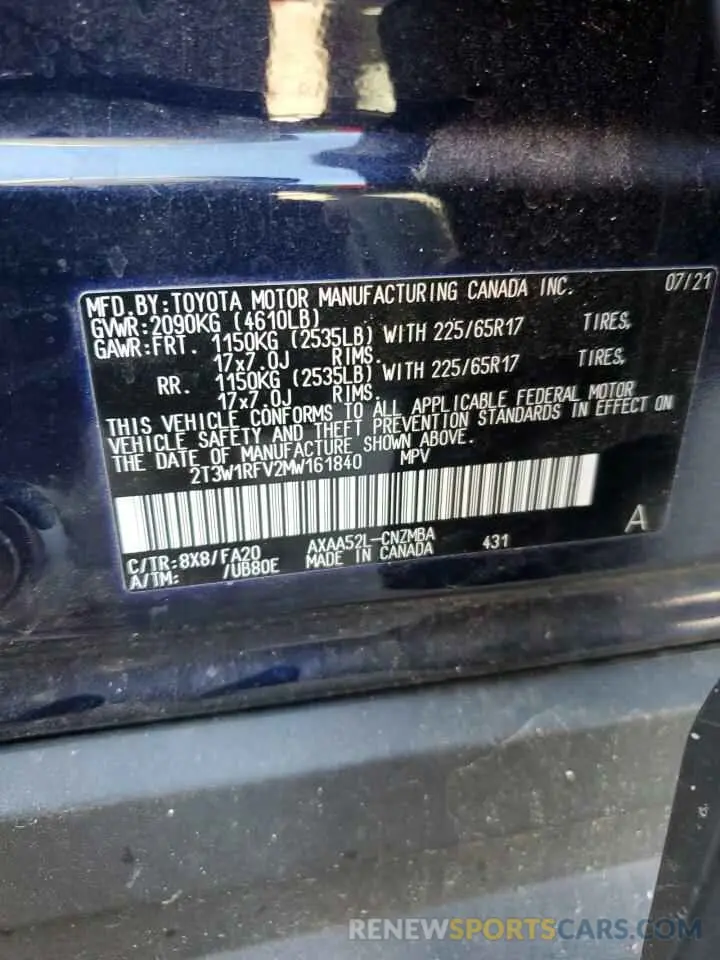 MFD.BY:TOYOTA MOTOR MANUFACTURING CANADA INC. 07/21
GVWR:2090KG (4610LB)
GAWR:FRT. 1150KG (2535LB) WITH 225/65R17 TIRES,
17x7.0J RIMS.
RR. 1150KG (2535LB) WITH 225/65R17 TIRES,
17x7.0J RIMS.
THIS VEHICLE CONFORMS TO ALL APPLICABLE FEDERAL MOTOR
VEHICLE SAFETY AND THEFT PREVENTION STANDARDS IN EFFECT ON
THE DATE OF MANUFACTURE SHOWN ABOVE.
2T3W1RFV2MW161840 MPV
C/TR:8X8/FA20 AXAA52L-CNZMBA 431 A
A/TM: /UB80E MADE IN CANADA
RENEWSPORTSCARS.COM